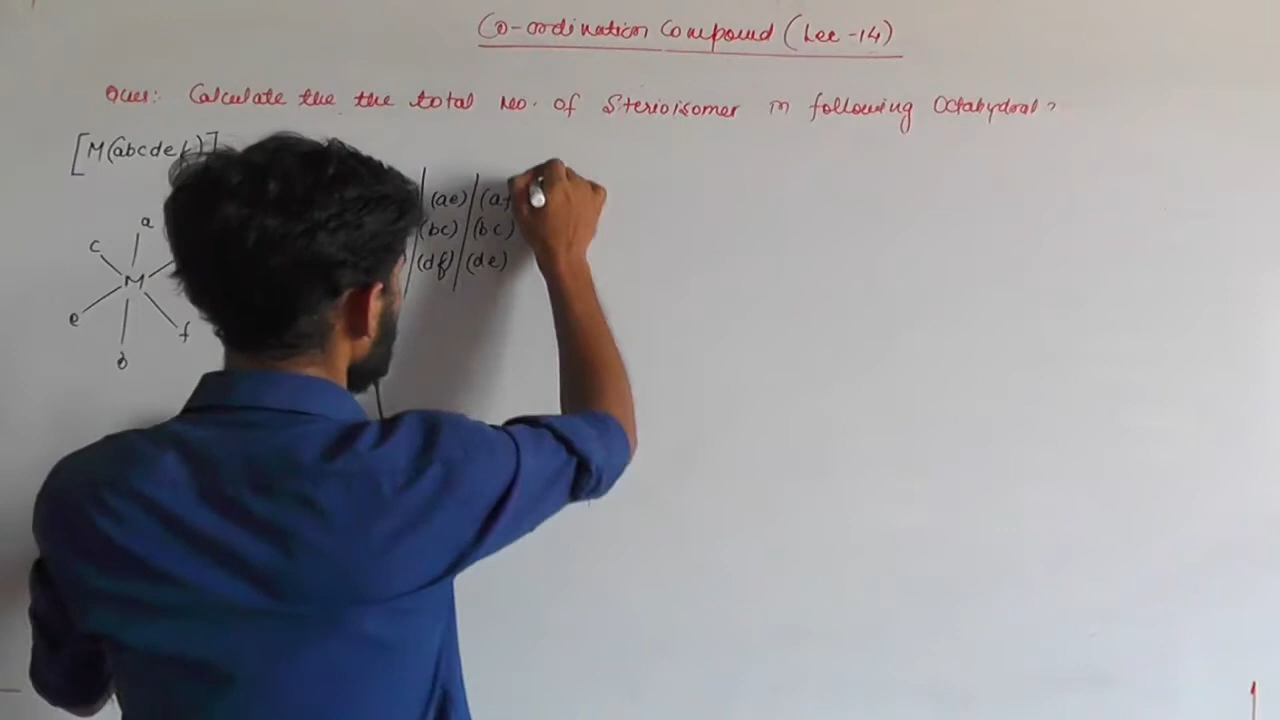 Co-ordination Compound (Lec -14)
Ques: Calculate the the total no. of Sterioisomer in following Octahydral ?
[M(abcdef)]
(ae) (af
(bc) (bc)
(df) (de)
a
c
M
e
f
b